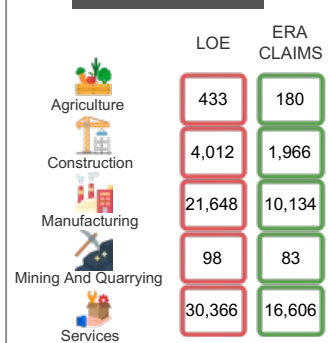 LOE ERA CLAIMS
Agriculture 433 180
Construction 4,012 1,966
Manufacturing 21,648 10,134
Mining And Quarrying 98 83
Services 30,366 16,606